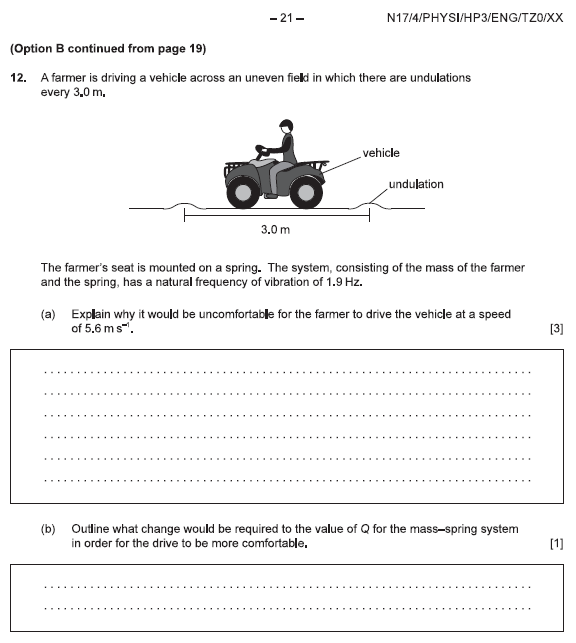 – 21 –
N17/4/PHYSI/HP3/ENG/TZ0/XX
(Option B continued from page 19)
12. A farmer is driving a vehicle across an uneven field in which there are undulations
every 3.0 m.
vehicle
undulation
3.0 m
The farmer's seat is mounted on a spring. The system, consisting of the mass of the farmer
and the spring, has a natural frequency of vibration of 1.9 Hz.
(a) Explain why it would be uncomfortable for the farmer to drive the vehicle at a speed
of 5.6 m s⁻¹. [3]
(b) Outline what change would be required to the value of Q for the mass–spring system
in order for the drive to be more comfortable. [1]